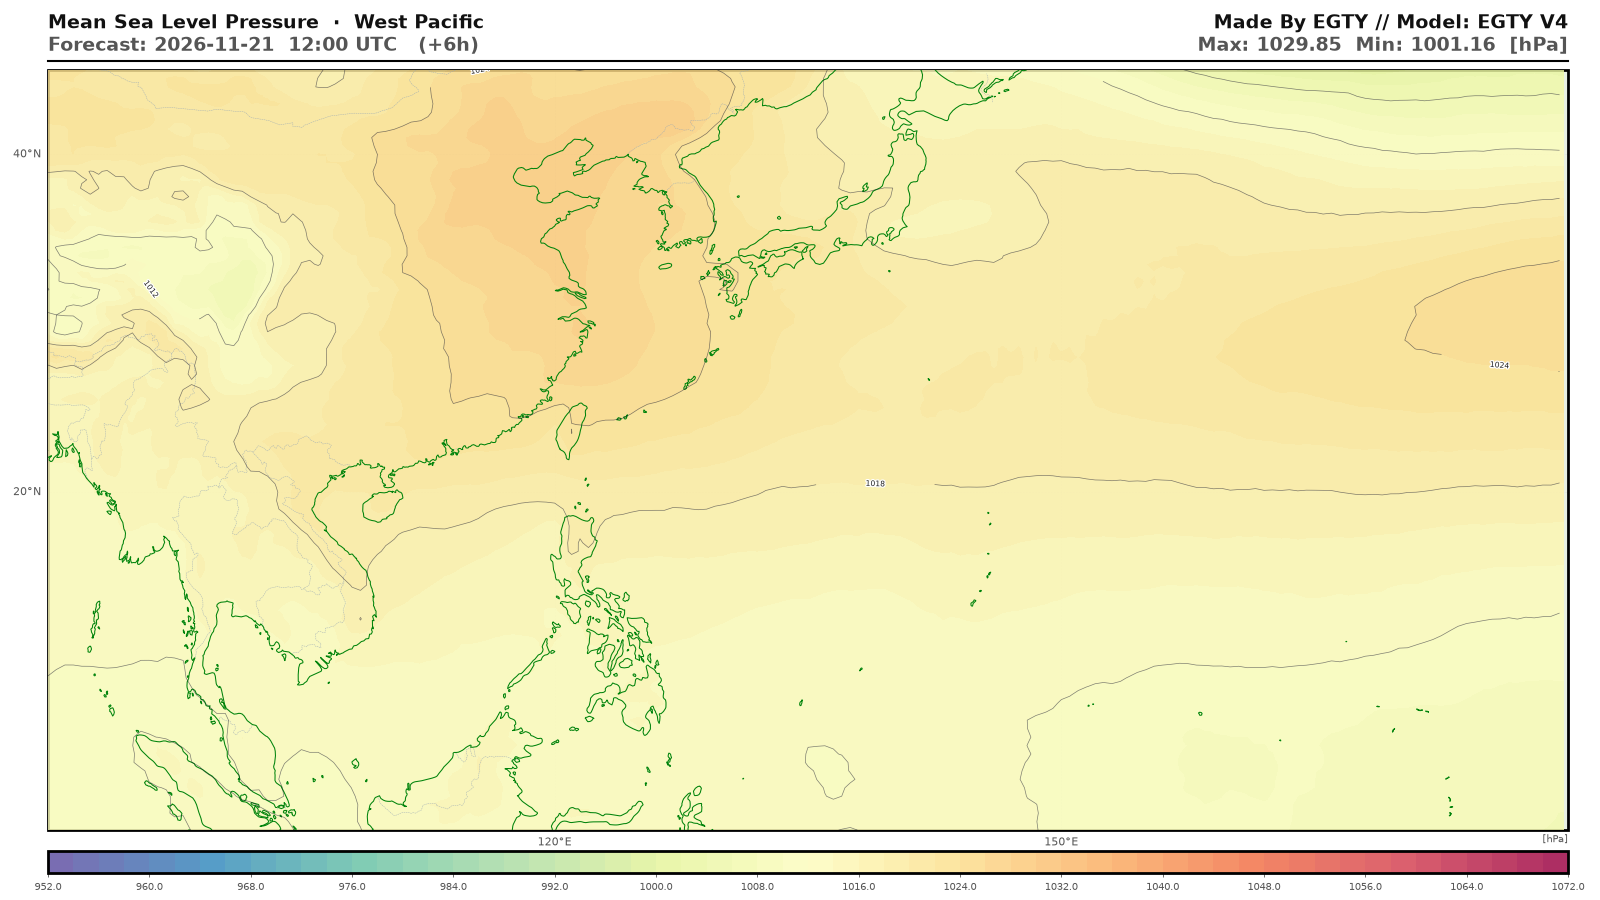 Mean Sea Level Pressure · West Pacific
Made By EGTY // Model: EGTY V4
Forecast: 2026-11-21 12:00 UTC (+6h)
Max: 1029.85 Min: 1001.16 [hPa]
40°N
1012
1024
20°N
1018
120°E
150°E
[hPa]
952.0 960.0 968.0 976.0 984.0 992.0 1000.0 1008.0 1016.0 1024.0 1032.0 1040.0 1048.0 1056.0 1064.0 1072.0